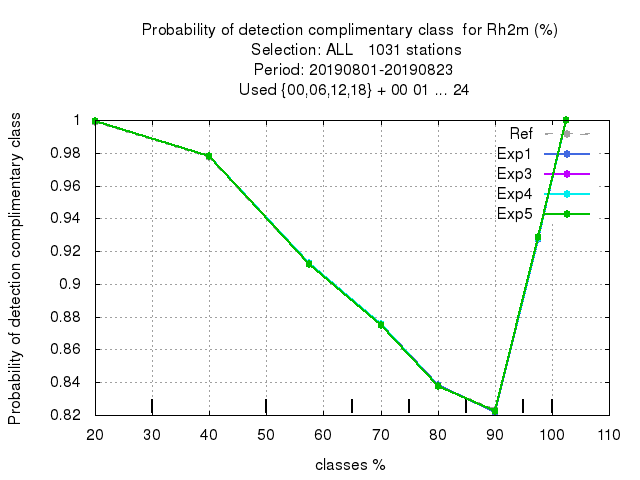 Probability of detection complimentary class  for Rh2m (%)
Selection: ALL   1031 stations
Period: 20190801-20190823
Used {00,06,12,18} + 00 01 ... 24
Probability of detection complimentary class
1
0.98
0.96
0.94
0.92
0.9
0.88
0.86
0.84
0.82
Ref
Exp1
Exp3
Exp4
Exp5
20 30 40 50 60 70 80 90 100 110
classes %